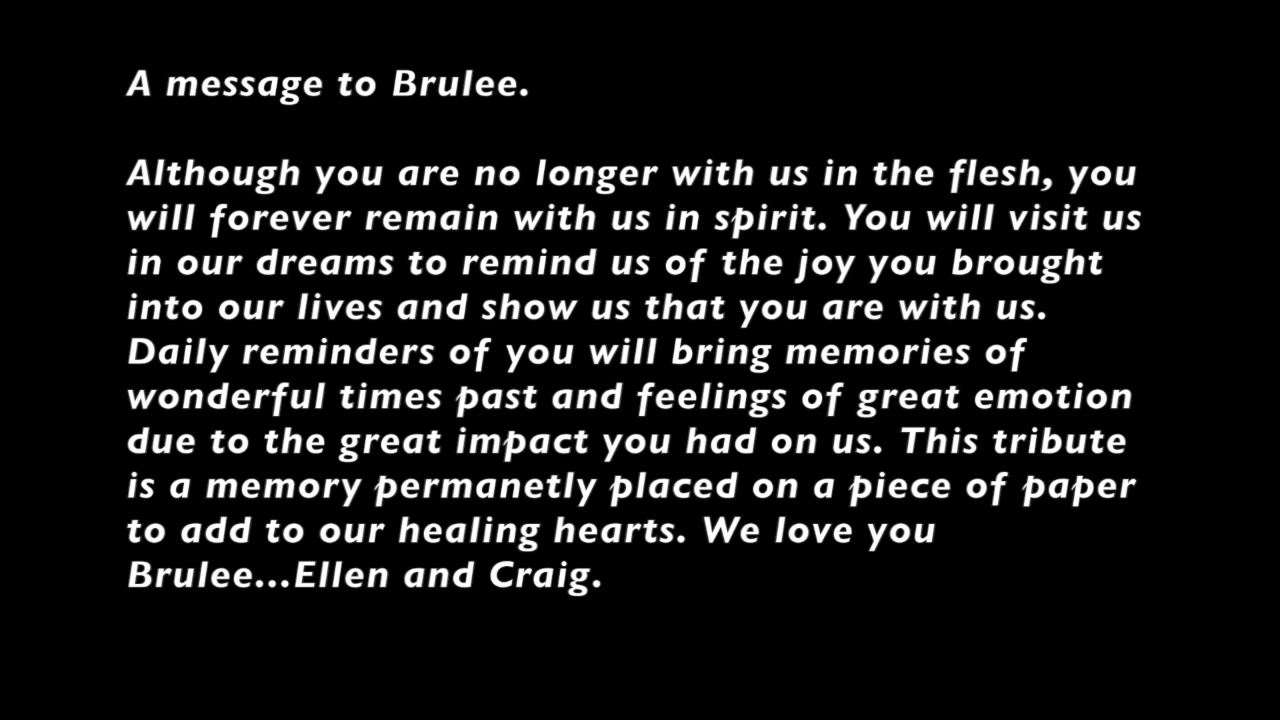 A message to Brulee.
Although you are no longer with us in the flesh, you
will forever remain with us in spirit. You will visit us
in our dreams to remind us of the joy you brought
into our lives and show us that you are with us.
Daily reminders of you will bring memories of
wonderful times past and feelings of great emotion
due to the great impact you had on us. This tribute
is a memory permanetly placed on a piece of paper
to add to our healing hearts. We love you
Brulee...Ellen and Craig.